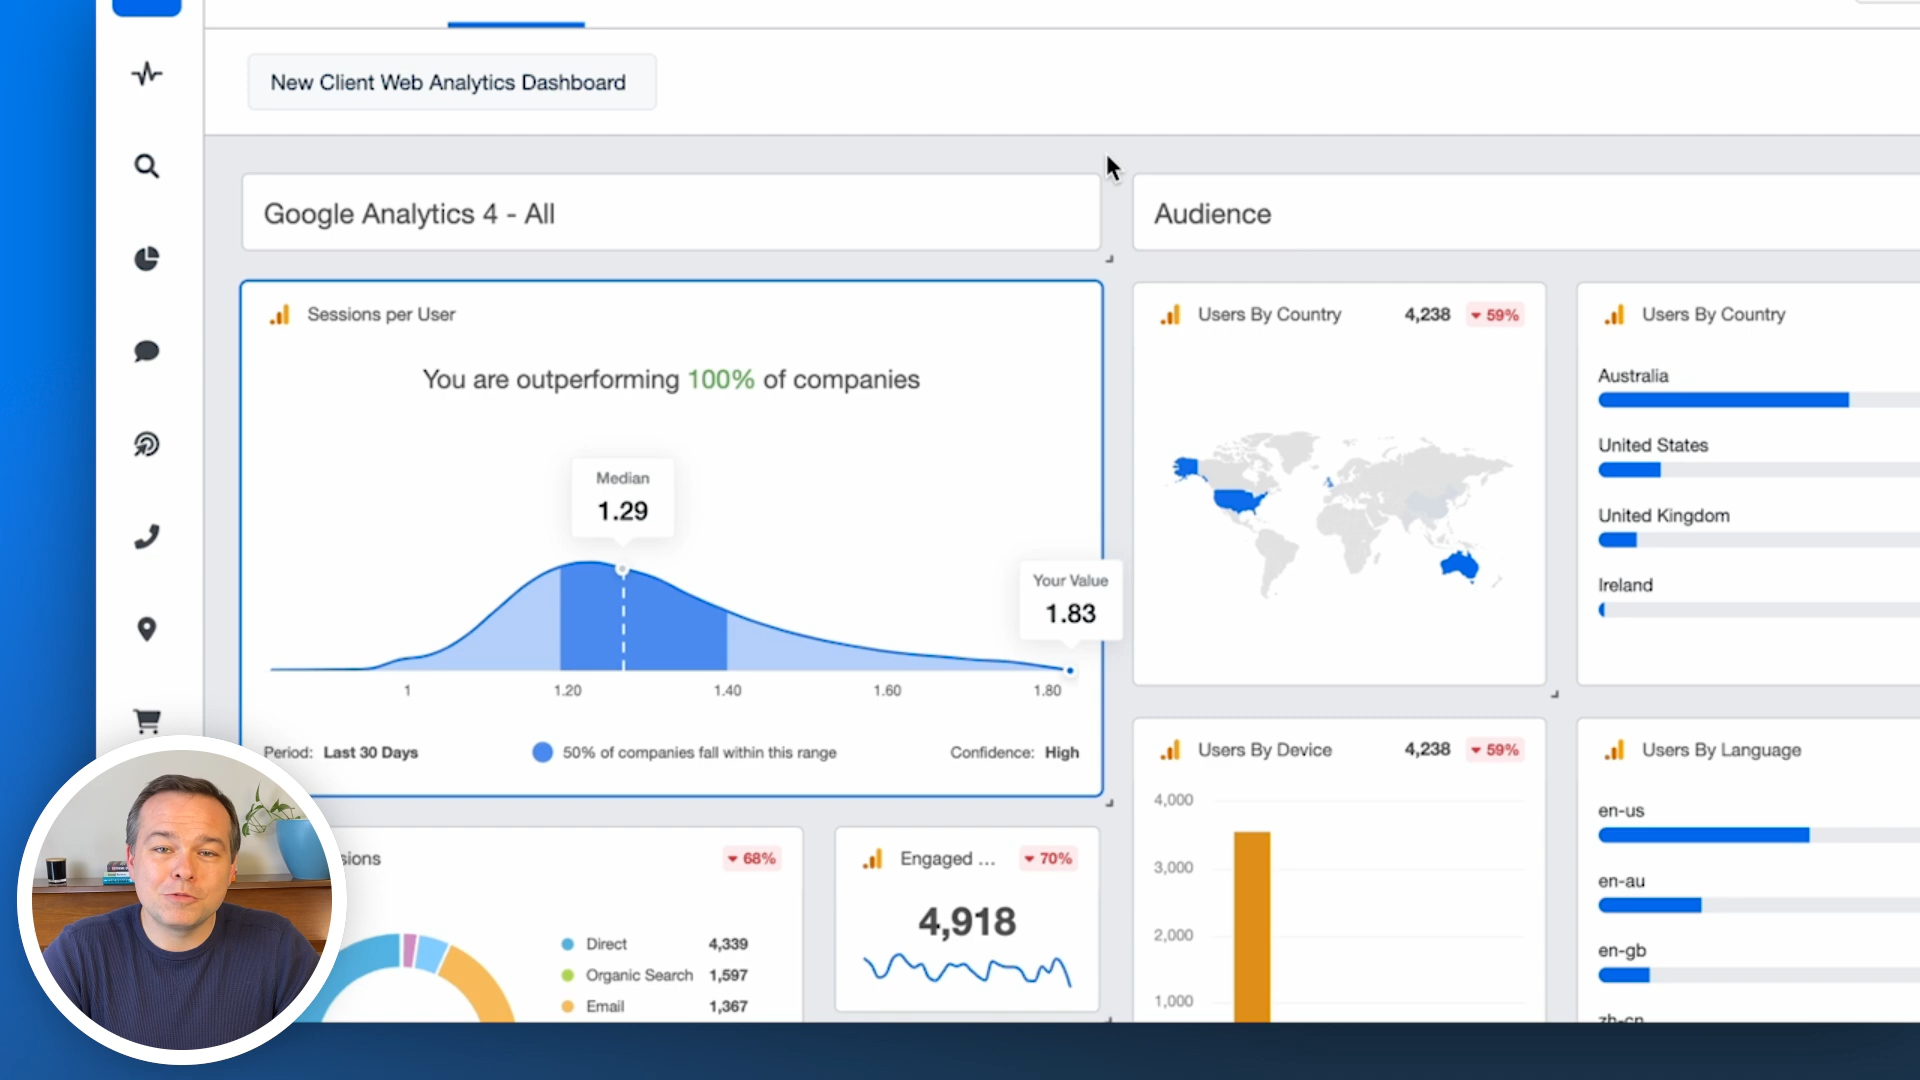 New Client Web Analytics Dashboard
Google Analytics 4 - All
Audience
Sessions per User
You are outperforming 100% of companies
Median
1.29
Your Value
1.83
1 1.20 1.40 1.60 1.80
Period: Last 30 Days
50% of companies fall within this range
Confidence: High
Users By Country 4,238 59%
Users By Country
Australia
United States
United Kingdom
Ireland
68%
Direct 4,339
Organic Search 1,597
Email 1,367
Engaged ... 70%
4,918
Users By Device 4,238 59%
4,000
3,000
2,000
1,000
Users By Language
en-us
en-au
en-gb
zh-cn